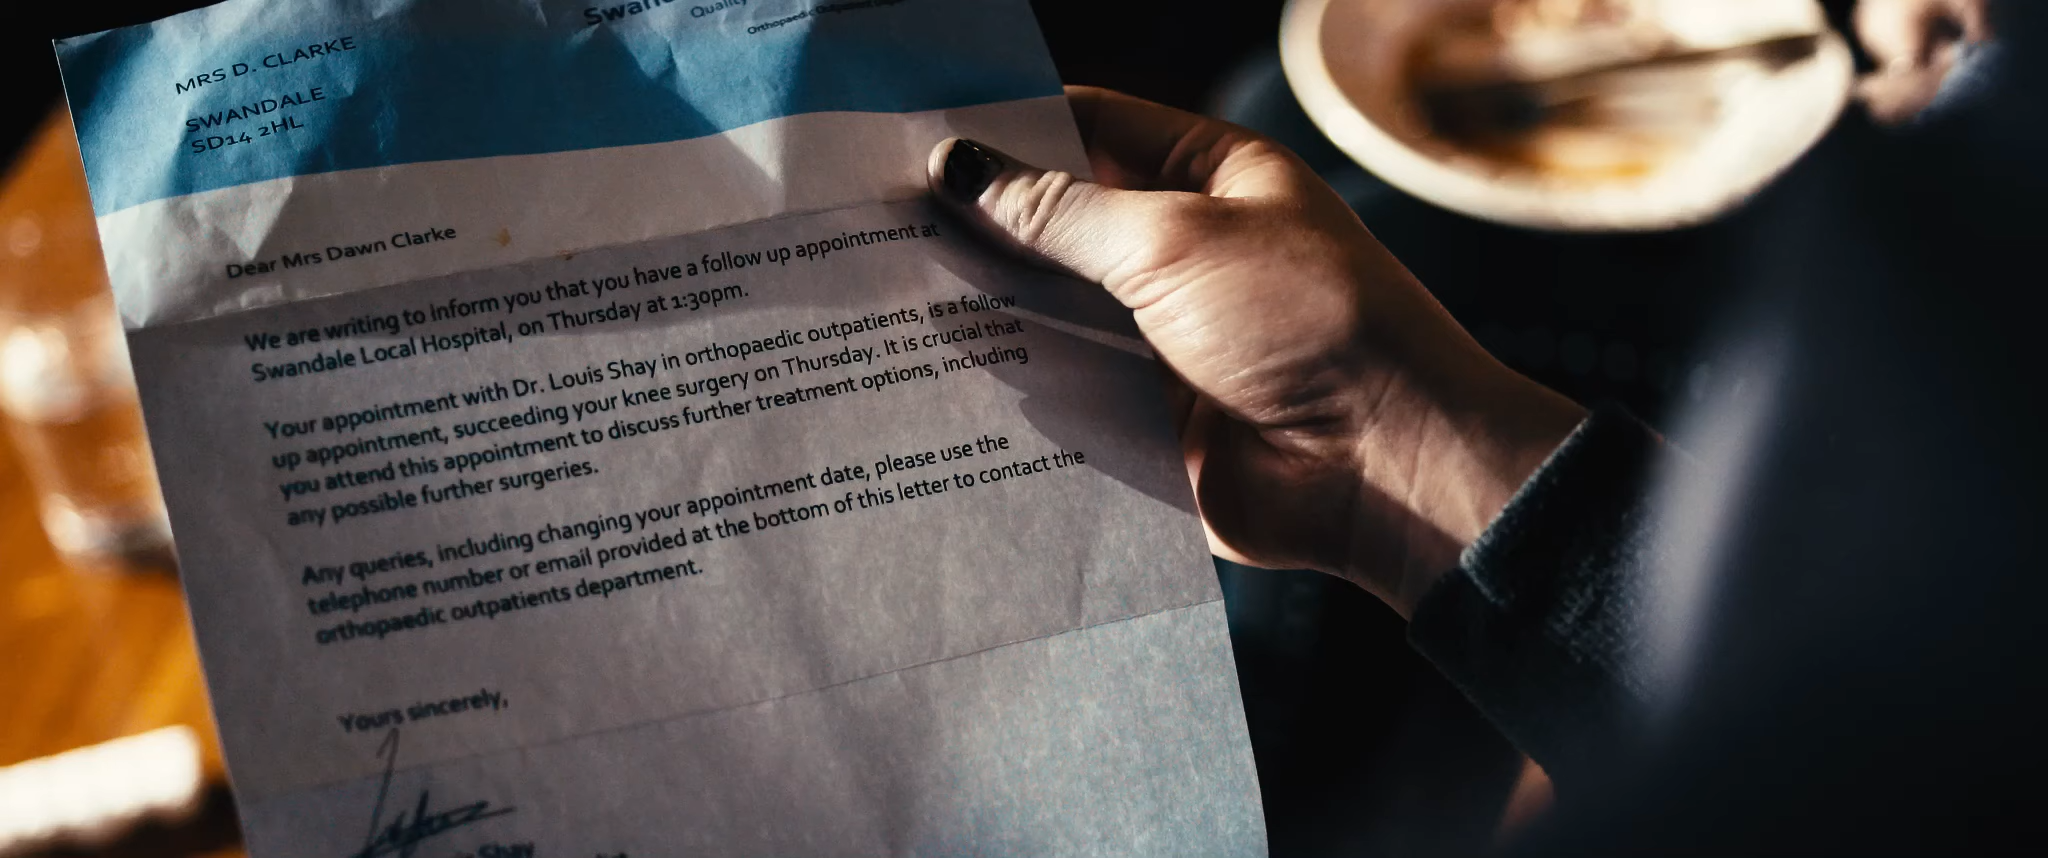 MRS D. CLARKE
SWANDALE
SD14 2HL
Quality
Orthopaedic Outpatient
Dear Mrs Dawn Clarke
We are writing to inform you that you have a follow up appointment at
Swandale Local Hospital, on Thursday at 1:30pm.
Your appointment with Dr. Louis Shay in orthopaedic outpatients, is a follow
up appointment, succeeding your knee surgery on Thursday. It is crucial that
you attend this appointment to discuss further treatment options, including
any possible further surgeries.
Any queries, including changing your appointment date, please use the
telephone number or email provided at the bottom of this letter to contact the
orthopaedic outpatients department.
Yours sincerely,
Shay